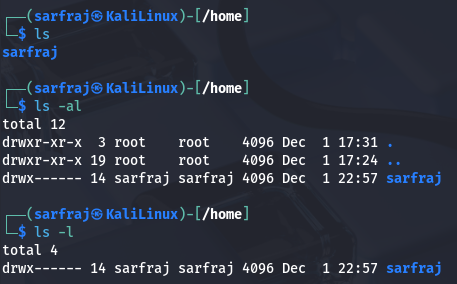 ┌──(sarfraj㉿KaliLinux)-[/home]
└─$ ls
sarfraj
┌──(sarfraj㉿KaliLinux)-[/home]
└─$ ls -al
total 12
drwxr-xr-x  3 root    root    4096 Dec  1 17:31 .
drwxr-xr-x 19 root    root    4096 Dec  1 17:24 ..
drwx------ 14 sarfraj sarfraj 4096 Dec  1 22:57 sarfraj
┌──(sarfraj㉿KaliLinux)-[/home]
└─$ ls -l
total 4
drwx------ 14 sarfraj sarfraj 4096 Dec  1 22:57 sarfraj